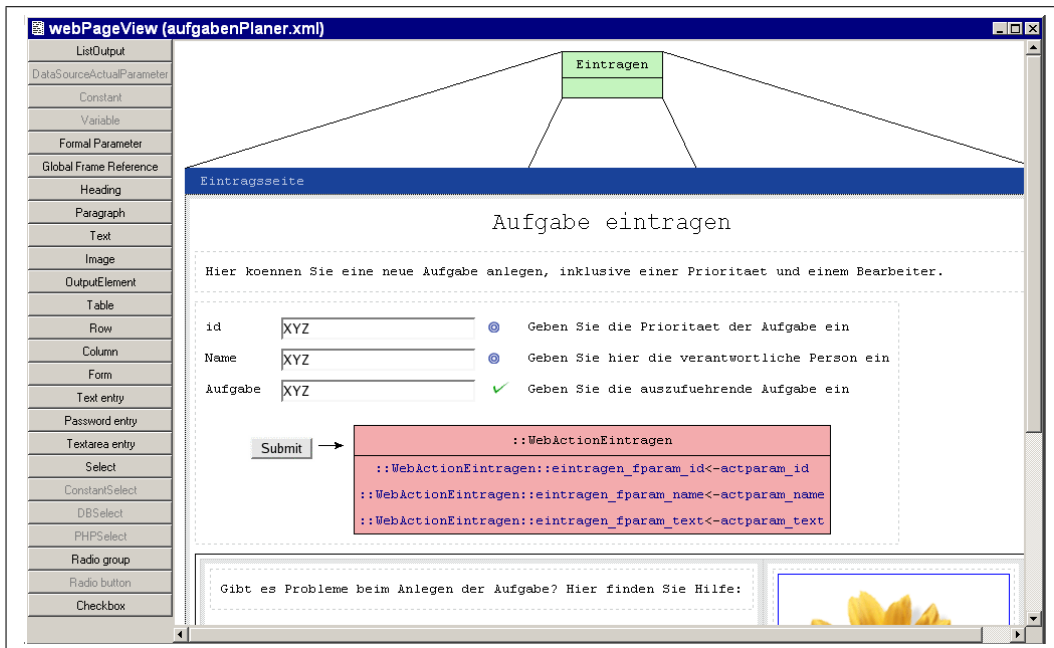 webPageView (aufgabenPlaner.xml)
ListOutput
DataSourceActualParameter
Constant
Variable
Formal Parameter
Global Frame Reference
Heading
Paragraph
Text
Image
OutputElement
Table
Row
Column
Form
Text entry
Password entry
Textarea entry
Select
ConstantSelect
DBSelect
PHPSelect
Radio group
Radio button
Checkbox
Eintragen
Eintragsseite
Aufgabe eintragen
Hier koennen Sie eine neue Aufgabe anlegen, inklusive einer Prioritaet und einem Bearbeiter.
id XYZ Geben Sie die Prioritaet der Aufgabe ein
Name XYZ Geben Sie hier die verantwortliche Person ein
Aufgabe XYZ Geben Sie die auszufuehrende Aufgabe ein
Submit
::WebActionEintragen
::WebActionEintragen::eintragen_fparam_id<-actparam_id
::WebActionEintragen::eintragen_fparam_name<-actparam_name
::WebActionEintragen::eintragen_fparam_text<-actparam_text
Gibt es Probleme beim Anlegen der Aufgabe? Hier finden Sie Hilfe: